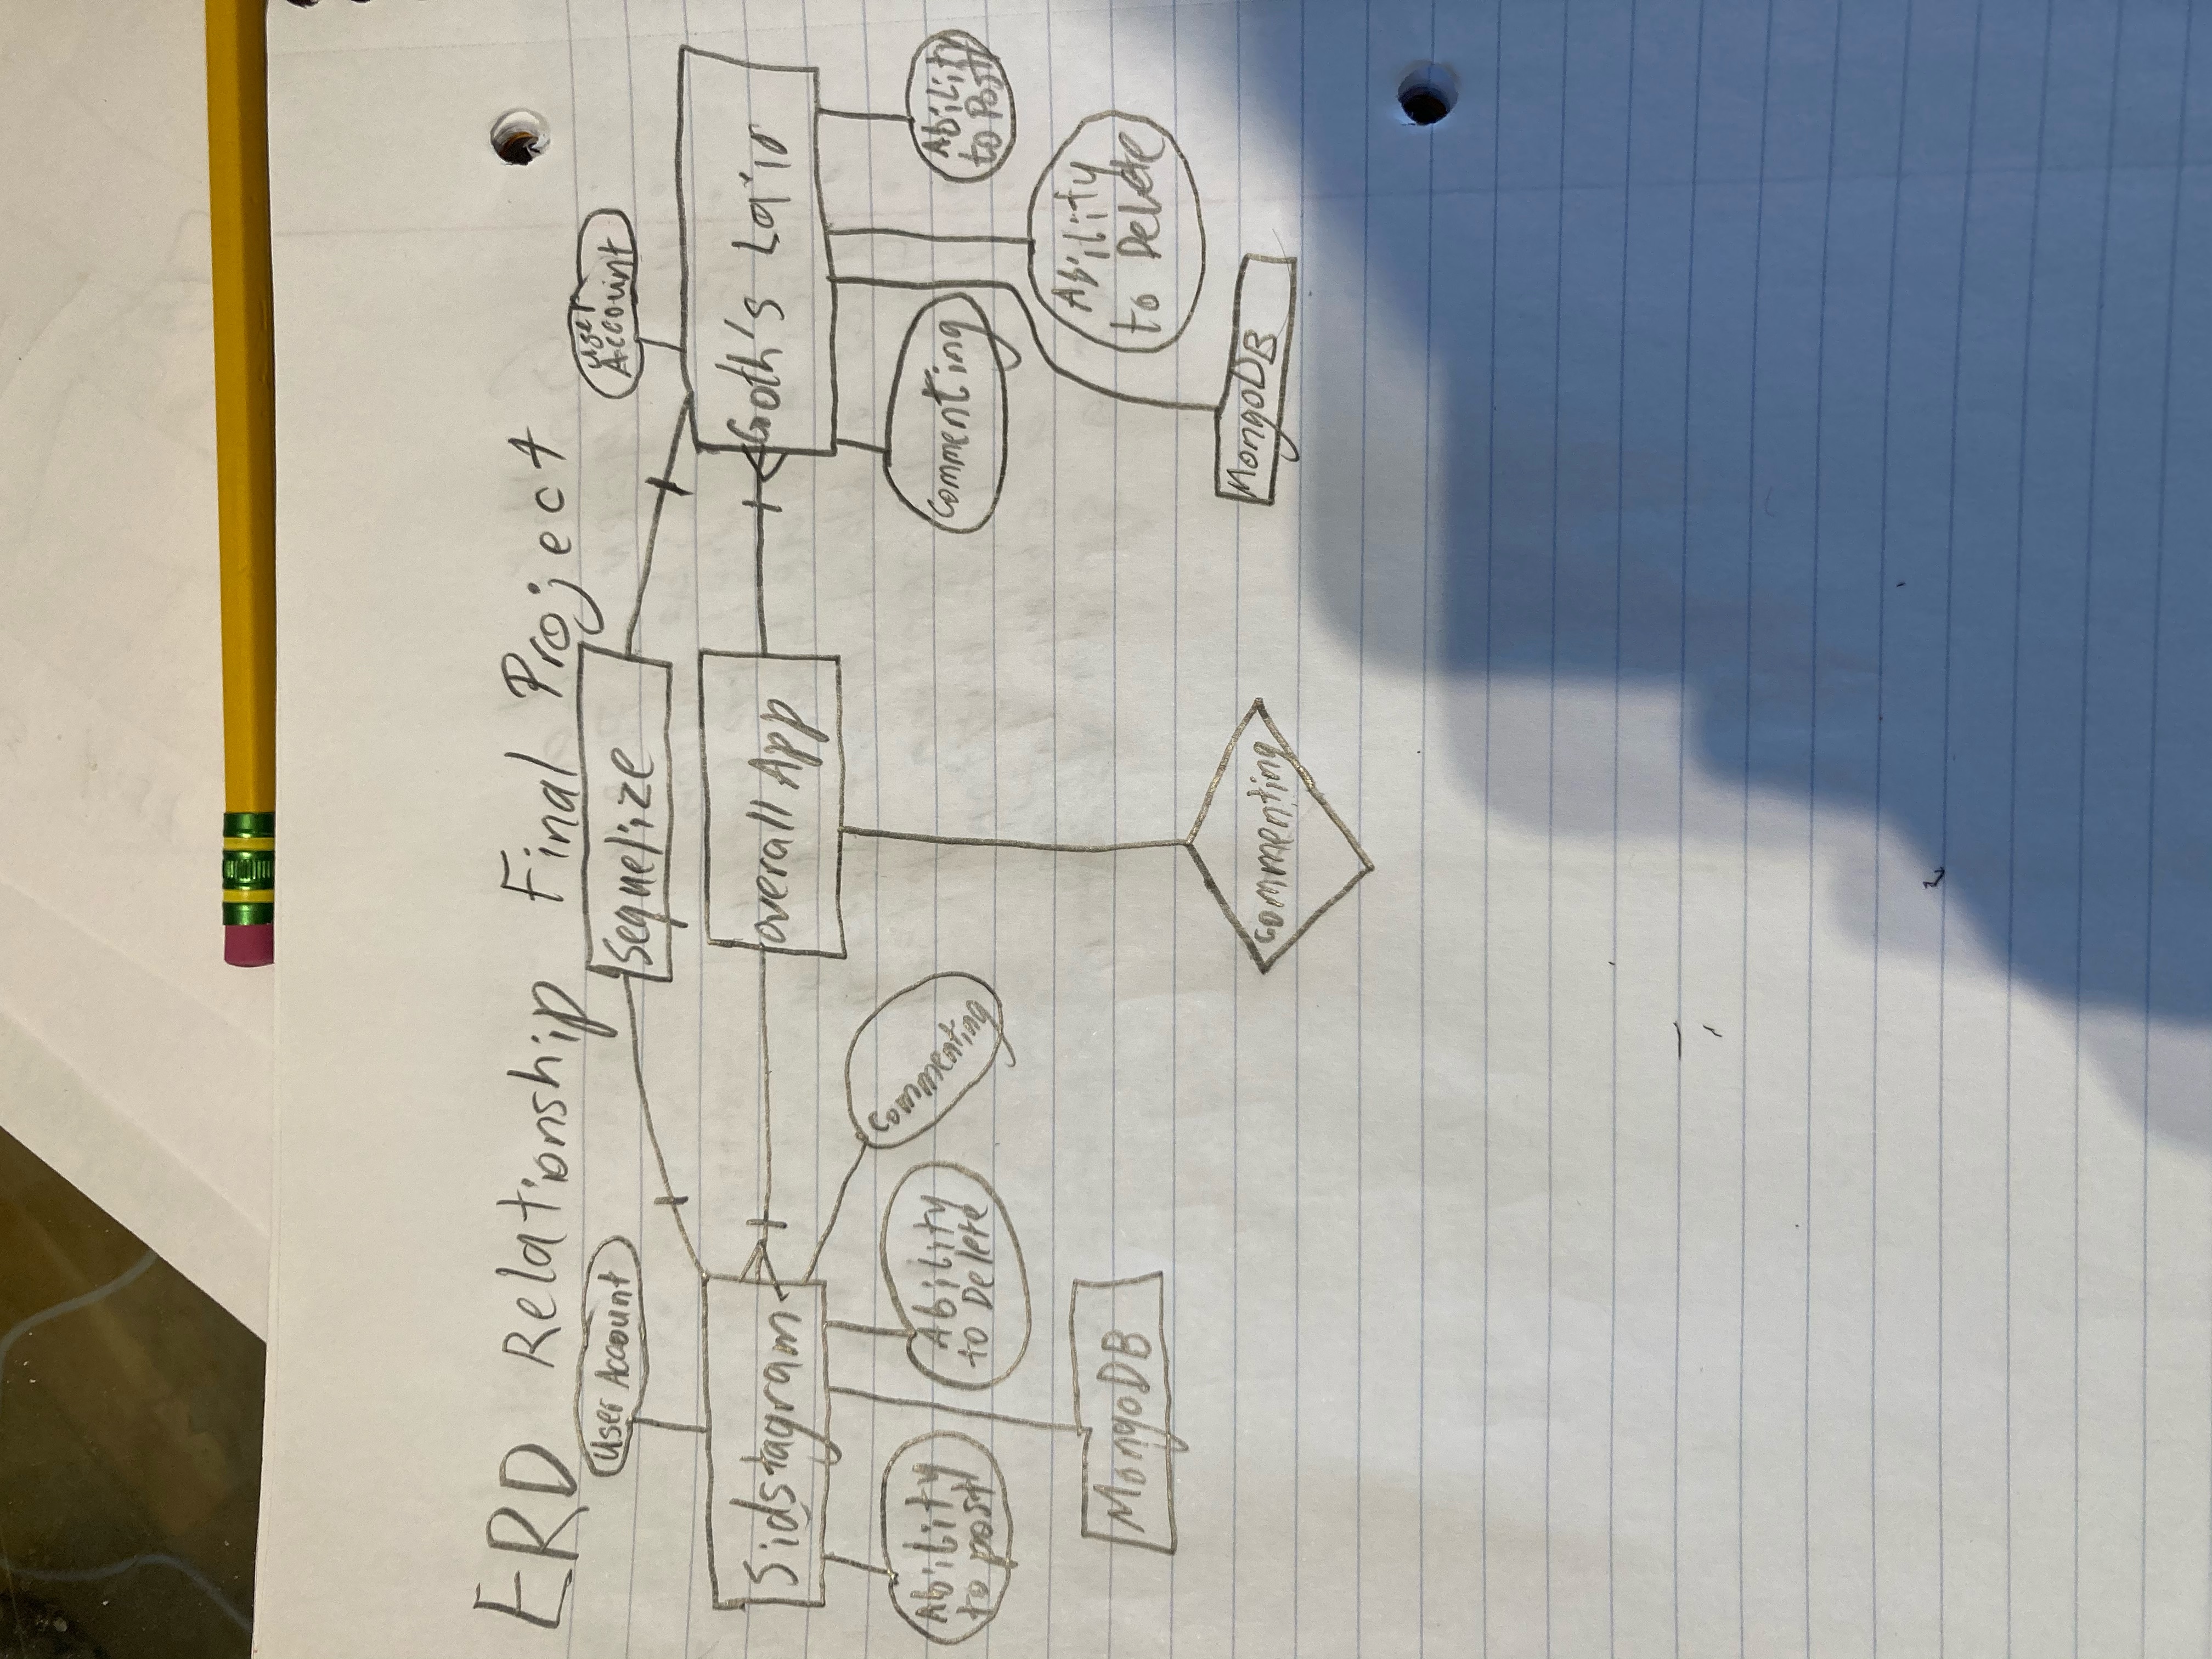 ERD Relationship Final Project
User Account
Sequelize
User
Account
Sidstagram
overall App
Goth's Lair
Ability
to post
Ability
to Delete
Commenting
Commenting
Ability
to Post
MongoDB
Ability
to Delete
Commenting
MongoDB